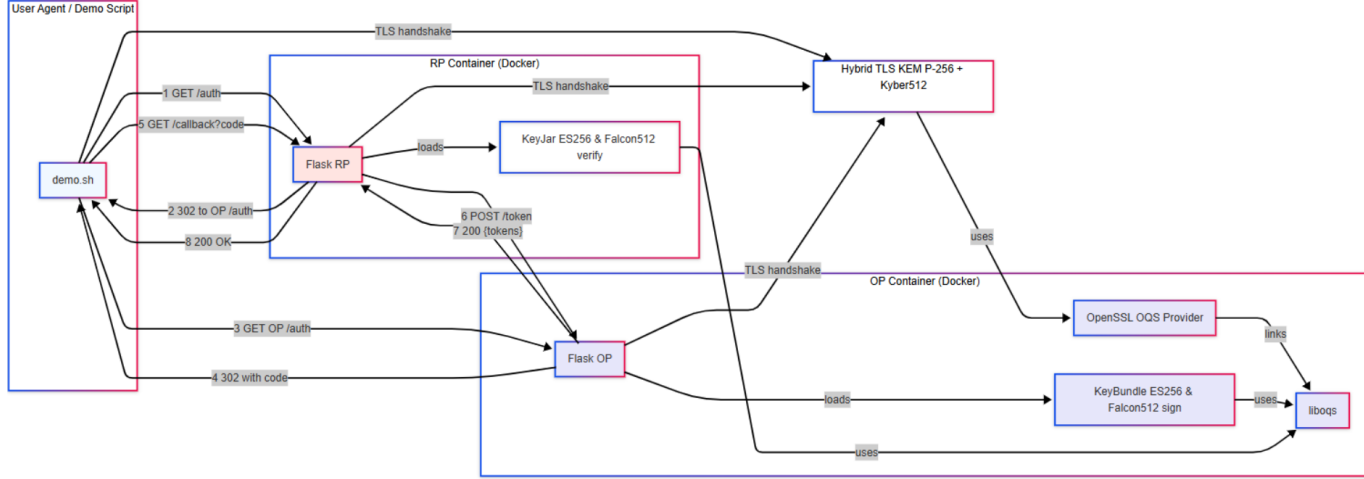 User Agent / Demo Script
TLS handshake
RP Container (Docker)
Hybrid TLS KEM P-256 +
Kyber512
TLS handshake
1 GET /auth
5 GET /callback?code
KeyJar ES256 & Falcon512
verify
loads
Flask RP
demo.sh
2 302 to OP /auth
6 POST /token
7 200 {tokens}
8 200 OK
uses
TLS handshake
OP Container (Docker)
OpenSSL OQS Provider
3 GET OP /auth
links
Flask OP
4 302 with code
loads
KeyBundle ES256 &
Falcon512 sign
uses
liboqs
uses